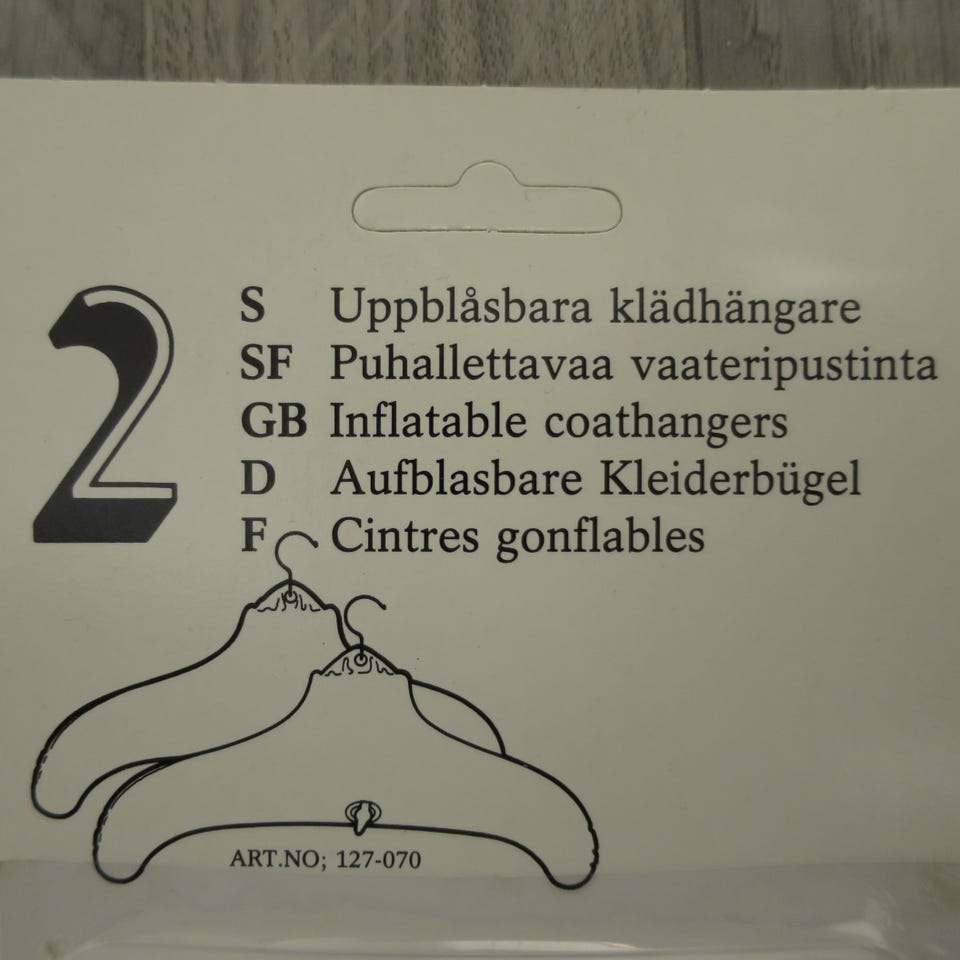 2
S Uppblåsbara klädhängare
SF Puhallettavaa vaateripustinta
GB Inflatable coathangers
D Aufblasbare Kleiderbügel
F Cintres gonflables
ART.NO; 127-070